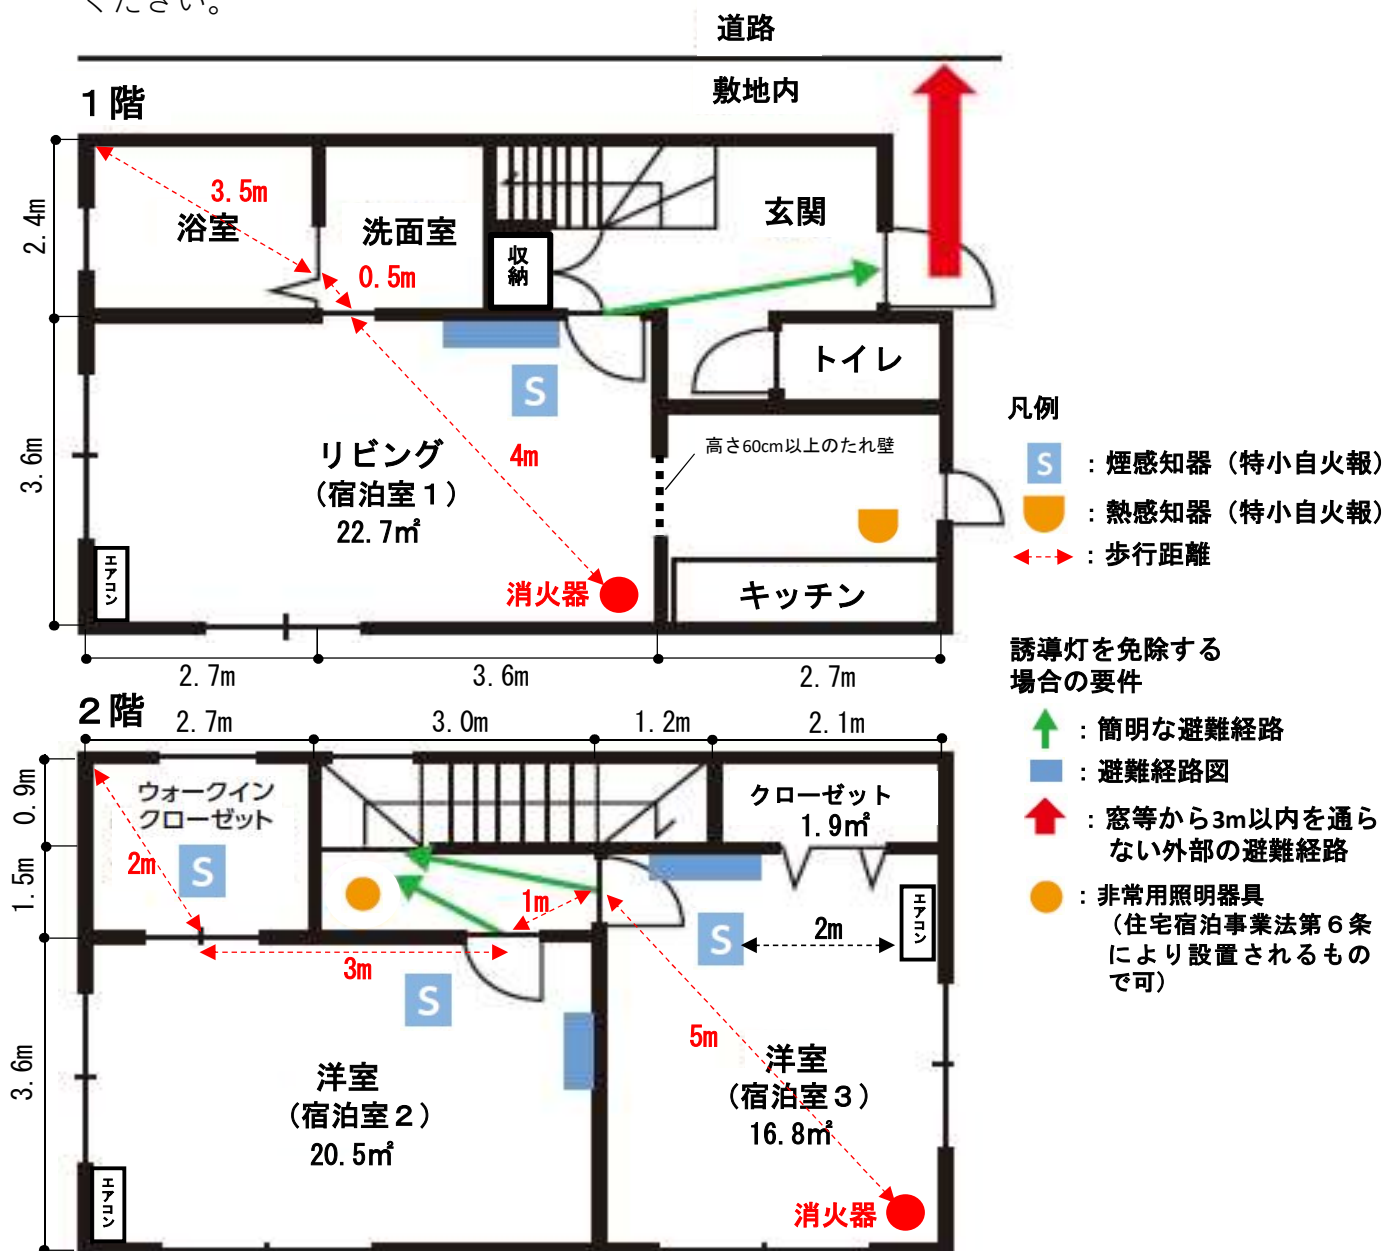 ください。
道路
敷地内
１階
2.4m
3.5m
浴室
洗面室
0.5m
収納
玄関
トイレ
S
3.6m
リビング
（宿泊室１）
22.7㎡
4m
高さ60cm以上のたれ壁
エアコン
消火器
キッチン
2.7m
3.6m
2.7m
凡例
S：煙感知器（特小自火報）
：熱感知器（特小自火報）
：歩行距離
誘導灯を免除する
場合の要件
：簡明な避難経路
：避難経路図
：窓等から3m以内を通ら
ない外部の避難経路
：非常用照明器具
（住宅宿泊事業法第６条
により設置されるもの
で可）
２階
2.7m
3.0m
1.2m
2.1m
0.9m
1.5m
3.6m
ウォークイン
クローゼット
2m
S
クローゼット
1.9㎡
1m
3m
S
S
2m
エアコン
5m
洋室
（宿泊室２）
20.5㎡
洋室
（宿泊室３）
16.8㎡
エアコン
消火器